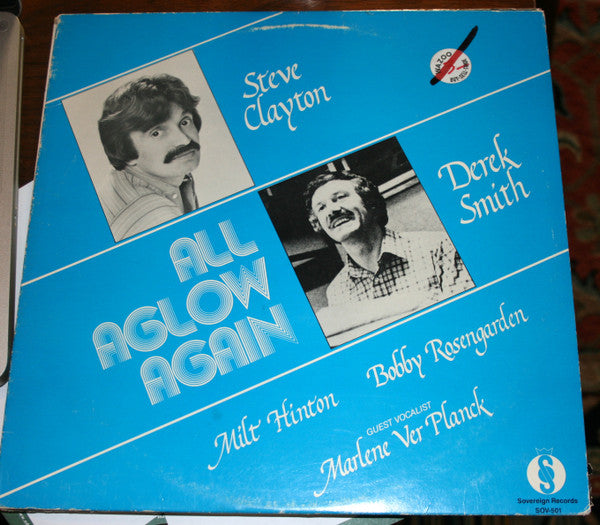 Steve
Clayton
Derek
Smith
ALL
AGLOW
AGAIN
Milt Hinton
Bobby Rosengarden
GUEST VOCALIST
Marlene Ver Planck
S
Sovereign Records
SOV-501